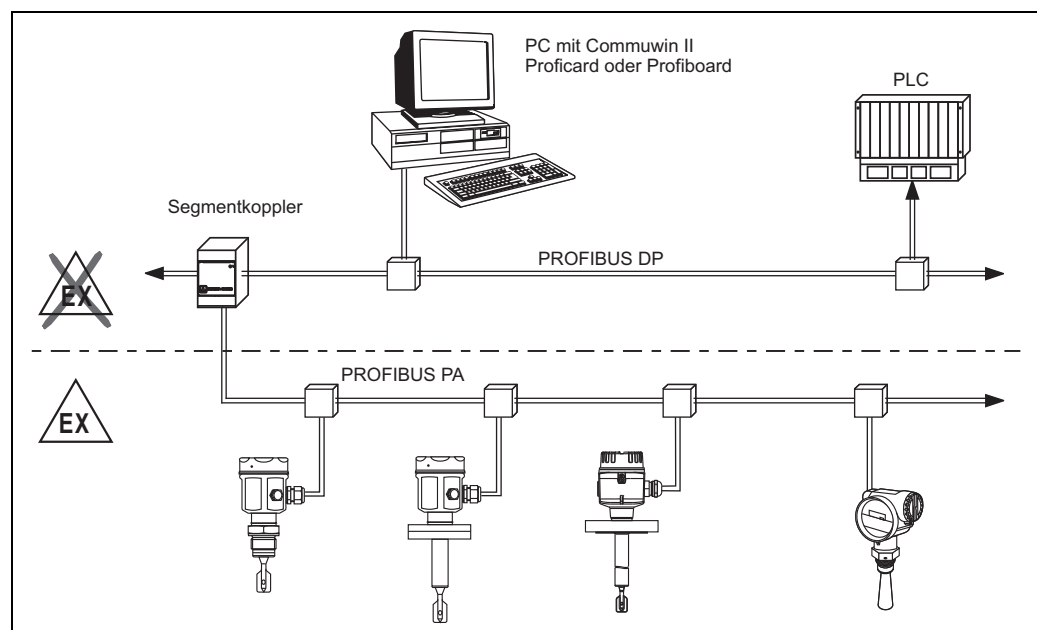 PC mit Commuwin II
Proficard oder Profiboard
PLC
Segmentkoppler
PROFIBUS DP
EX
PROFIBUS PA
EX